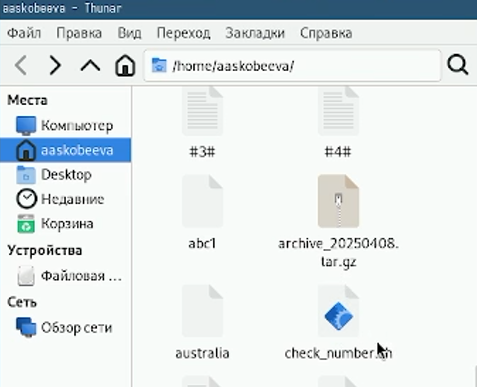 aaskobeeva - Thunar
Файл Правка Вид Переход Закладки Справка
/home/aaskobeeva/
Места
Компьютер
aaskobeeva
Desktop
Недавние
Корзина
Устройства
Файловая ...
Сеть
Обзор сети
#3# #4#
abc1 archive_20250408.
tar.gz
australia check_number.sh